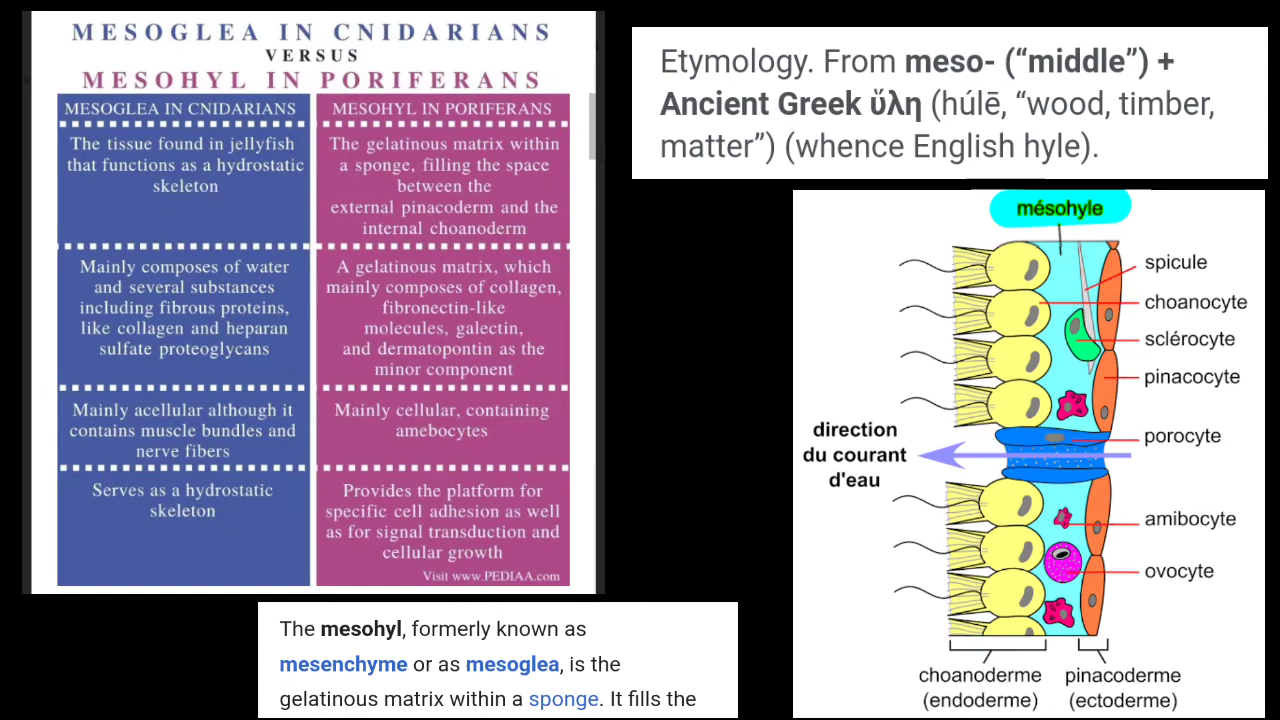 MESOGLEA IN CNIDARIANS
VERSUS
MESOHYL IN PORIFERANS
MESOGLEA IN CNIDARIANS
The tissue found in jellyfish
that functions as a hydrostatic
skeleton
Mainly composes of water
and several substances
including fibrous proteins,
like collagen and heparan
sulfate proteoglycans
Mainly acellular although it
contains muscle bundles and
nerve fibers
Serves as a hydrostatic
skeleton
MESOHYL IN PORIFERANS
The gelatinous matrix within
a sponge, filling the space
between the
external pinacoderm and the
internal choanoderm
A gelatinous matrix, which
mainly composes of collagen,
fibronectin-like
molecules, galectin,
and dermatopontin as the
minor component
Mainly cellular, containing
amebocytes
Provides the platform for
specific cell adhesion as well
as for signal transduction and
cellular growth
Visit www.PEDIAA.com
Etymology. From meso- (“middle”) +
Ancient Greek ὕλη (húlē, “wood, timber,
matter”) (whence English hyle).
mésohyle
spicule
choanocyte
sclérocyte
pinacocyte
porocyte
direction
du courant
d'eau
amibocyte
ovocyte
choanoderme
(endoderme)
pinacoderme
(ectoderme)
The mesohyl, formerly known as
mesenchyme or as mesoglea, is the
gelatinous matrix within a sponge. It fills the